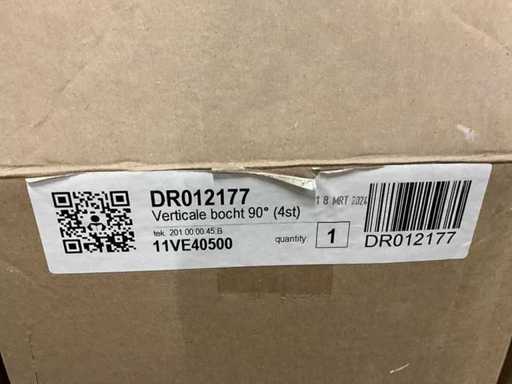 DR012177
Verticale bocht 90° (4st)
18 MRT 2024
tek. 201.00.00.45.B
11VE40500
quantity:
1
DR012177